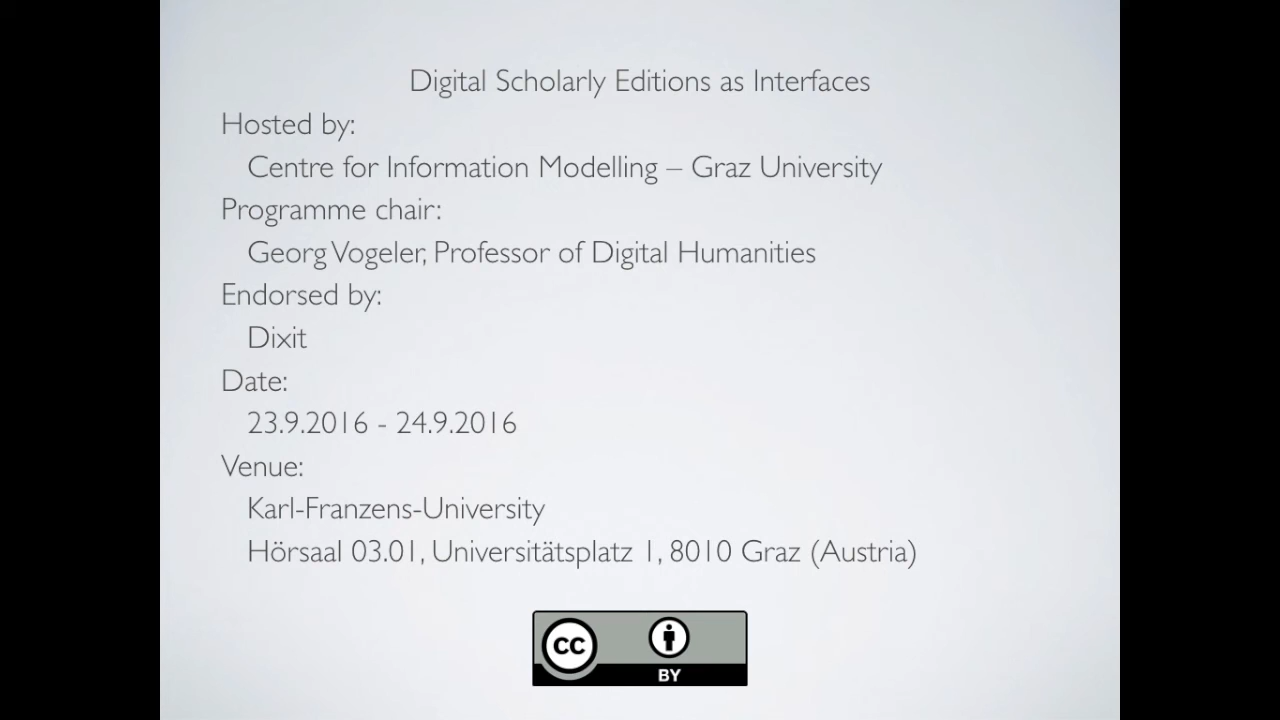 Digital Scholarly Editions as Interfaces
Hosted by:
Centre for Information Modelling – Graz University
Programme chair:
Georg Vogeler, Professor of Digital Humanities
Endorsed by:
Dixit
Date:
23.9.2016 - 24.9.2016
Venue:
Karl-Franzens-University
Hörsaal 03.01, Universitätsplatz 1, 8010 Graz (Austria)
CC
BY